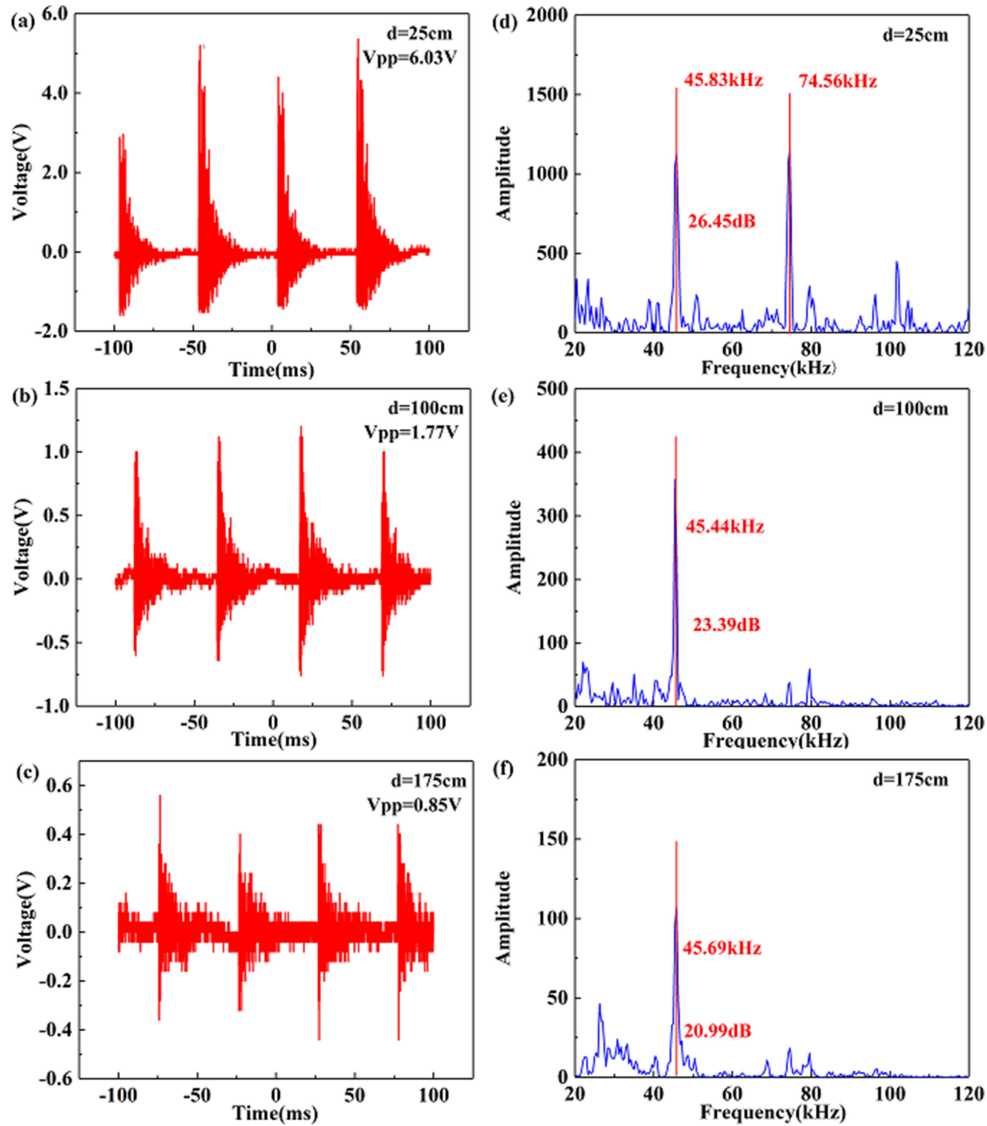 (a)
d=25cm
Vpp=6.03V
6.0
4.0
2.0
0.0
-2.0
Voltage(V)
-100 -50 0 50 100
Time(ms)
(d)
d=25cm
45.83kHz 74.56kHz
26.45dB
2000
1500
1000
500
0
Amplitude
20 40 60 80 100 120
Frequency(kHz)
(b)
d=100cm
Vpp=1.77V
1.5
1.0
0.5
0.0
-0.5
-1.0
Voltage(V)
-100 -50 0 50 100
Time(ms)
(e)
d=100cm
45.44kHz
23.39dB
500
400
300
200
100
0
Amplitude
20 40 60 80 100 120
Frequency(kHz)
(c)
d=175cm
Vpp=0.85V
0.6
0.4
0.2
0.0
-0.2
-0.4
-0.6
Voltage(V)
-100 -50 0 50 100
Time(ms)
(f)
d=175cm
45.69kHz
20.99dB
200
150
100
50
0
Amplitude
20 40 60 80 100 120
Frequency(kHz)